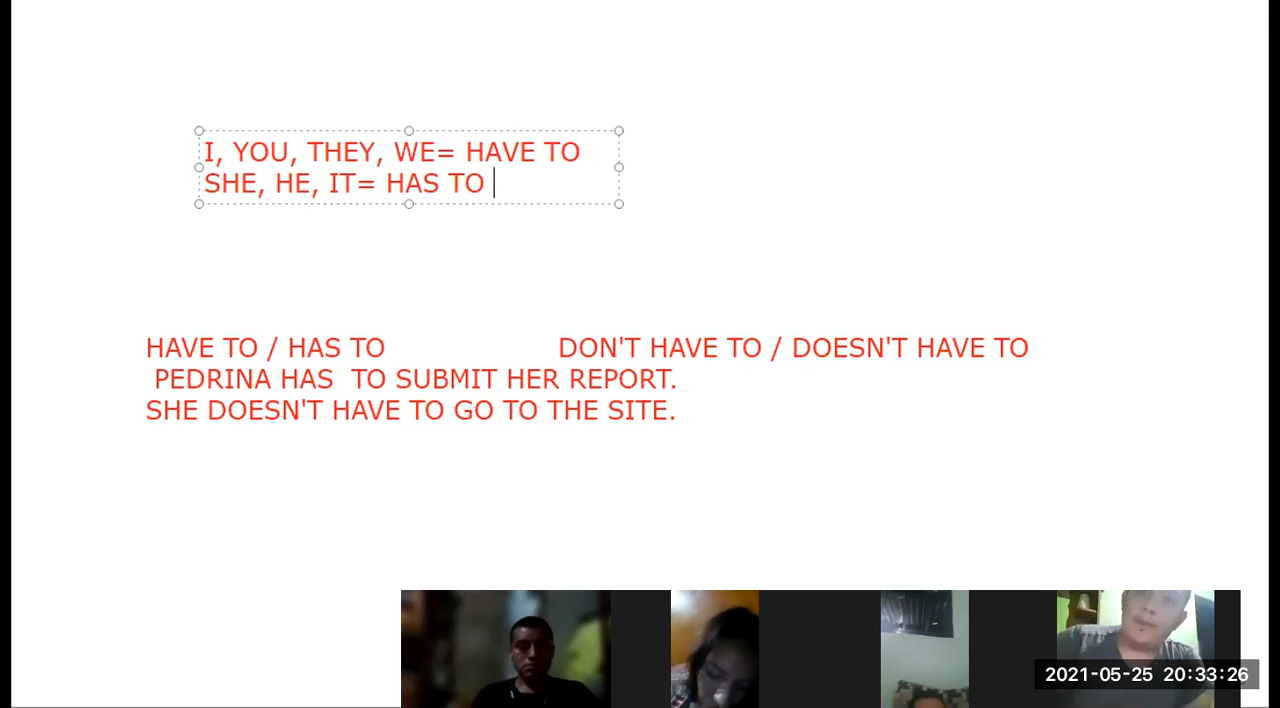 I, YOU, THEY, WE= HAVE TO
SHE, HE, IT= HAS TO
HAVE TO / HAS TO DON'T HAVE TO / DOESN'T HAVE TO
PEDRINA HAS  TO SUBMIT HER REPORT.
SHE DOESN'T HAVE TO GO TO THE SITE.
2021-05-25 20:33:26